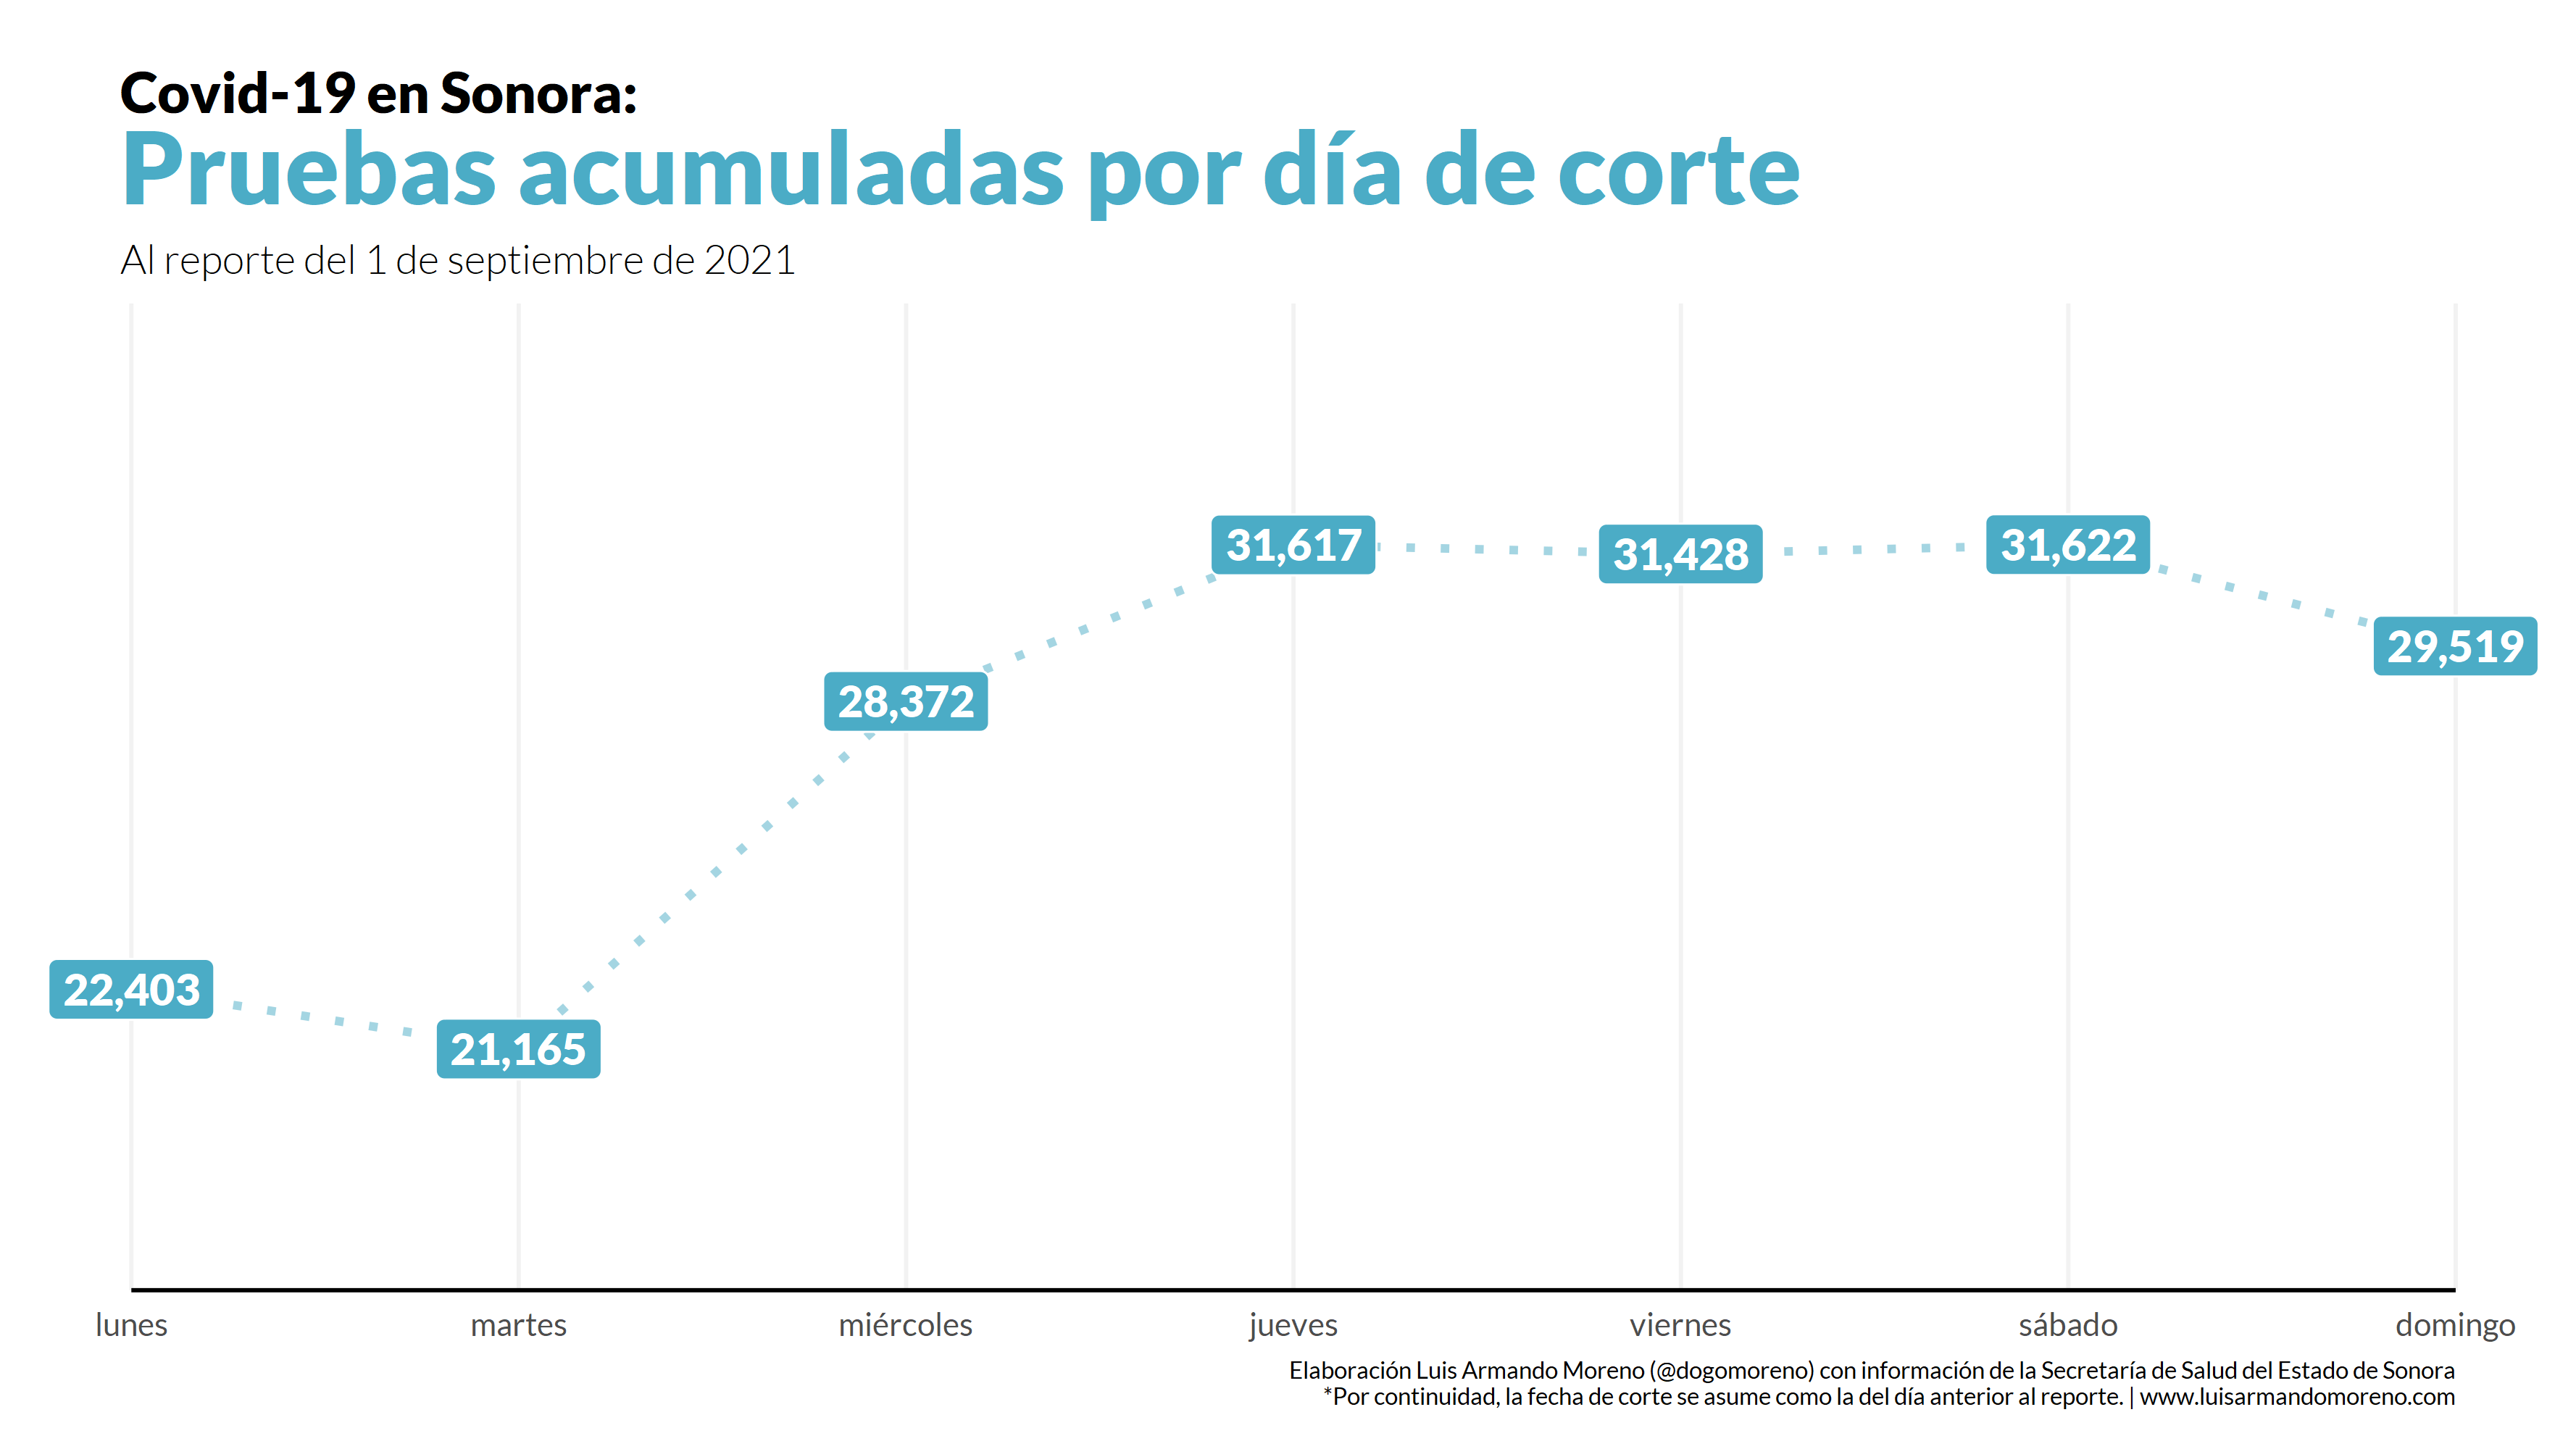 Covid-19 en Sonora:
Pruebas acumuladas por día de corte
Al reporte del 1 de septiembre de 2021
31,617
31,428
31,622
29,519
28,372
22,403
21,165
lunes
martes
miércoles
jueves
viernes
sábado
domingo
Elaboración Luis Armando Moreno (@dogomoreno) con información de la Secretaría de Salud del Estado de Sonora
*Por continuidad, la fecha de corte se asume como la del día anterior al reporte. | www.luisarmandomoreno.com